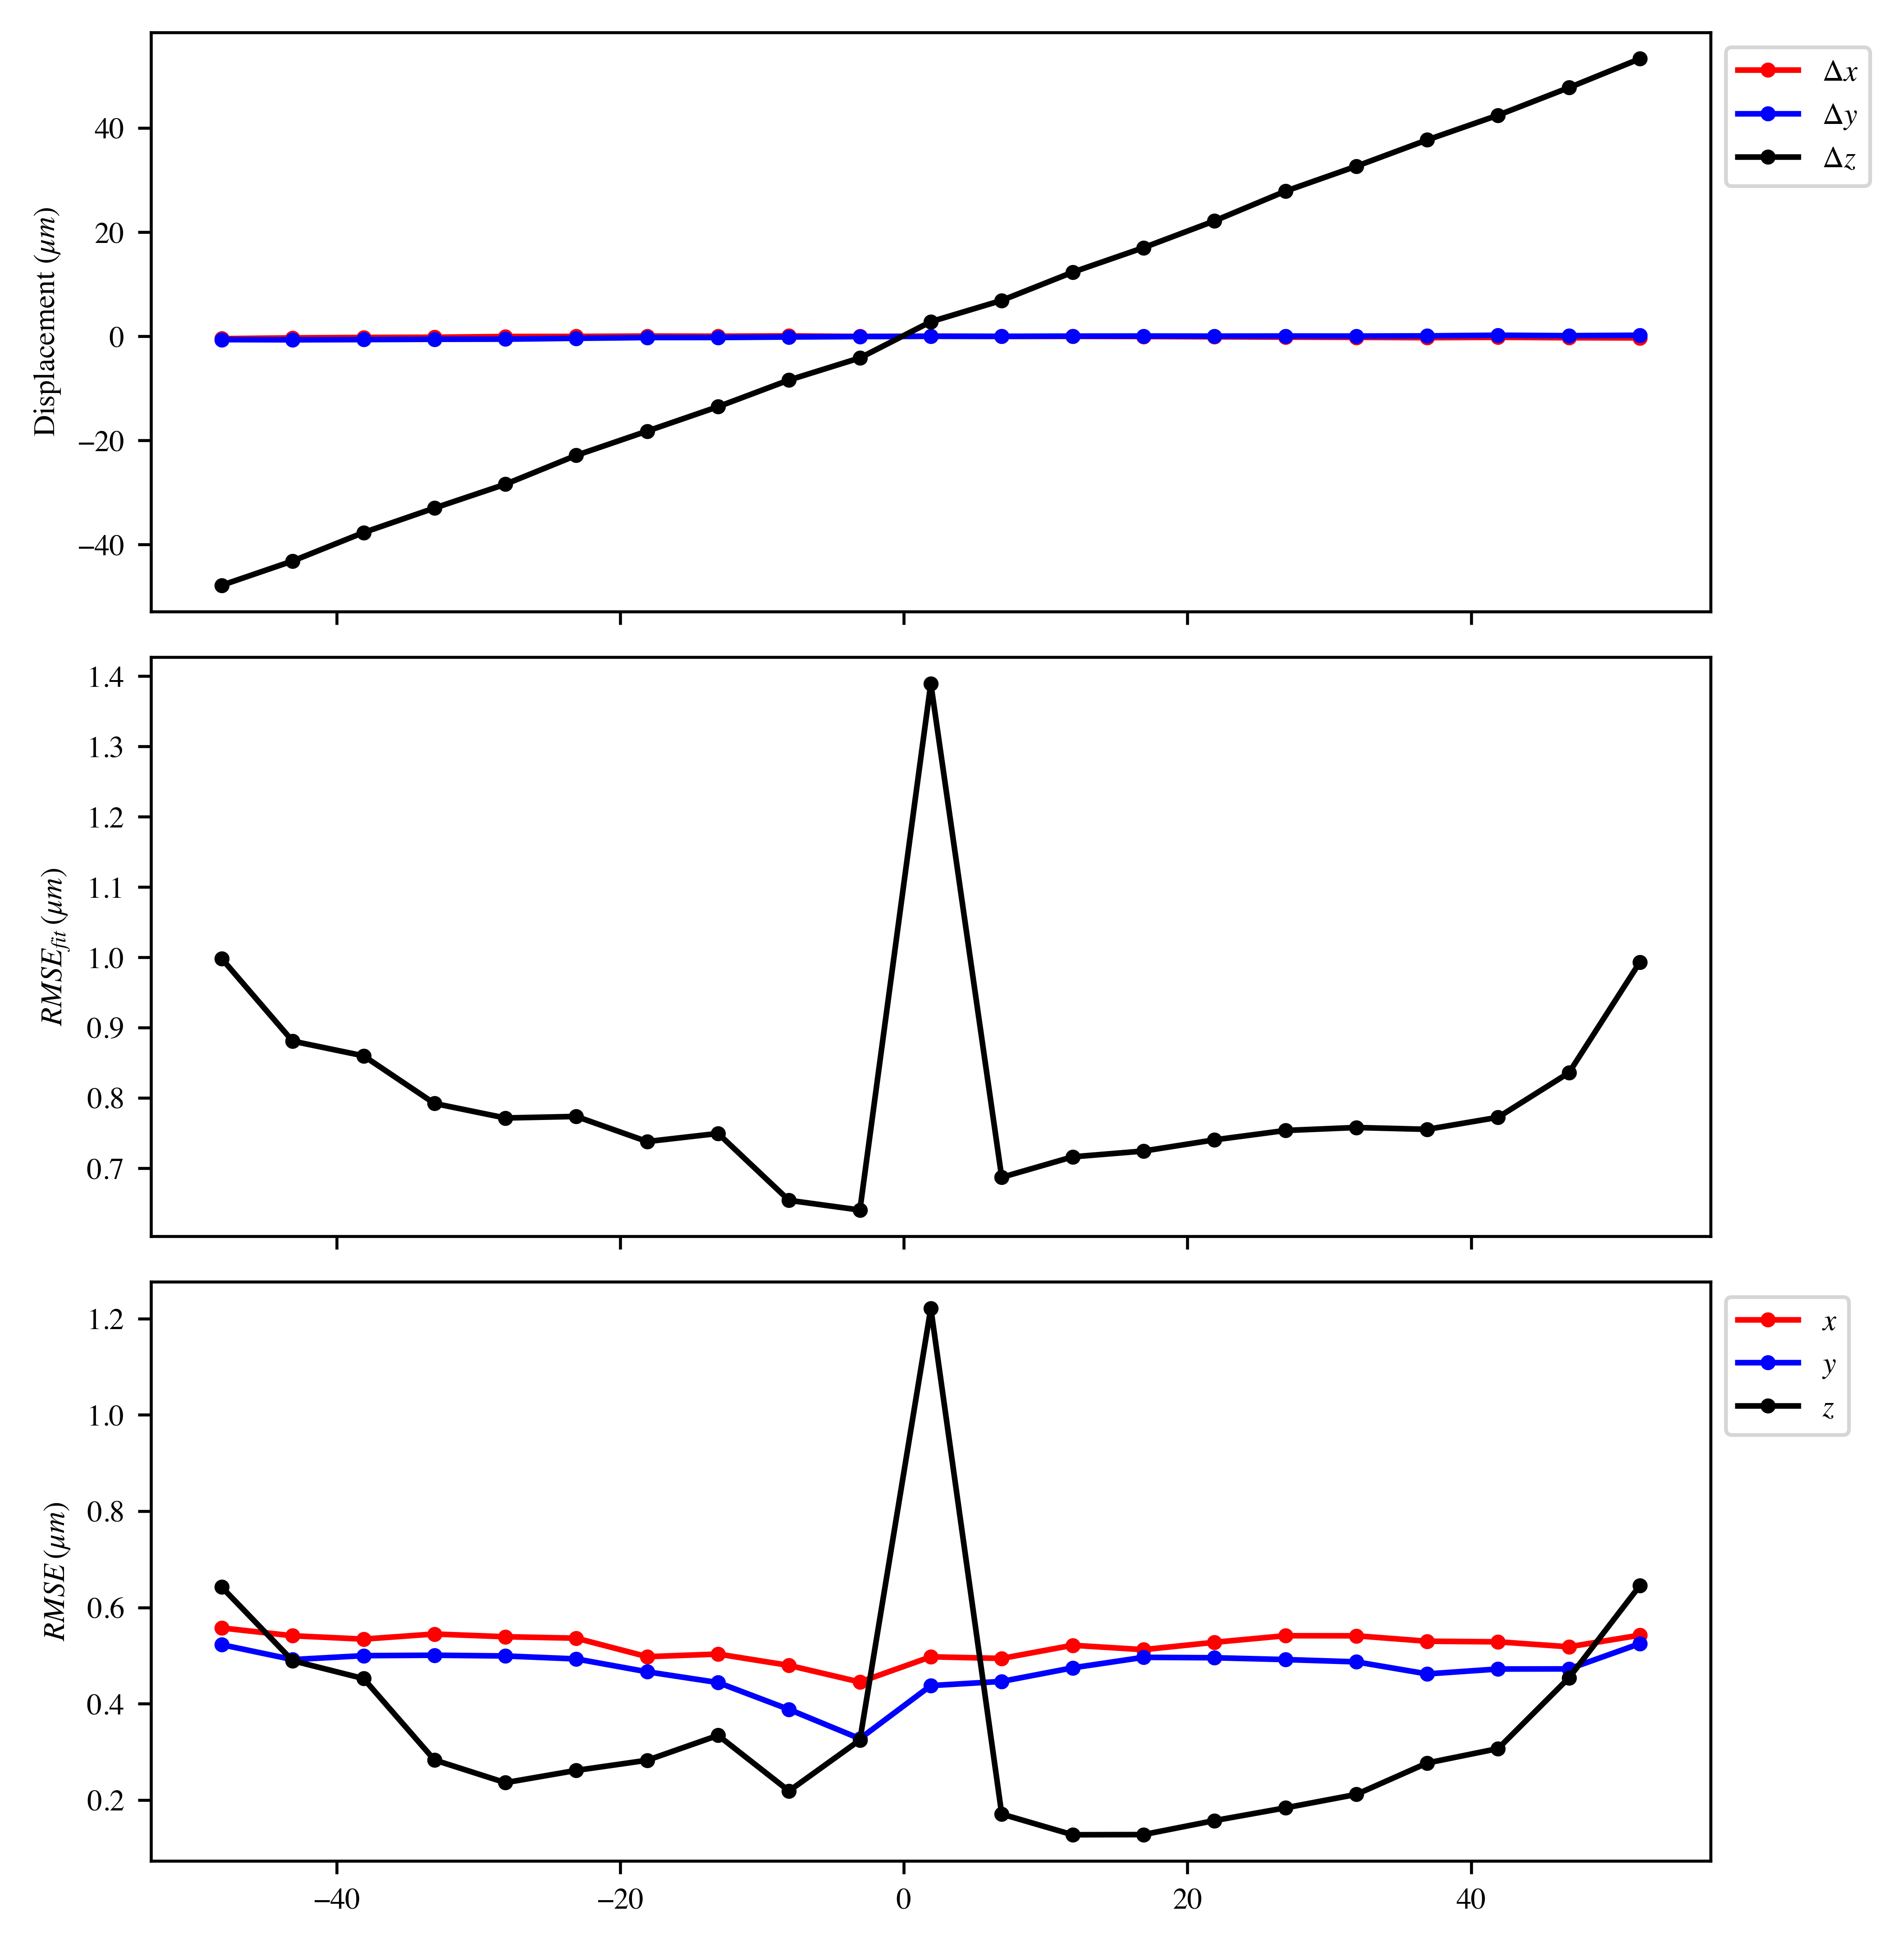 Displacement (μm)
40
20
0
−20
−40
Δx
Δy
Δz
RMSE_fit (μm)
1.4
1.3
1.2
1.1
1.0
0.9
0.8
0.7
RMSE (μm)
1.2
1.0
0.8
0.6
0.4
0.2
x
y
z
−40 −20 0 20 40